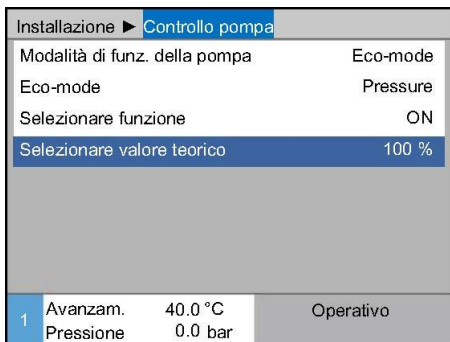 Installazione ► Controllo pompa
Modalità di funz. della pompa Eco-mode
Eco-mode Pressure
Selezionare funzione ON
Selezionare valore teorico 100 %
1 Avanzam. 40.0 °C Operativo
Pressione 0.0 bar